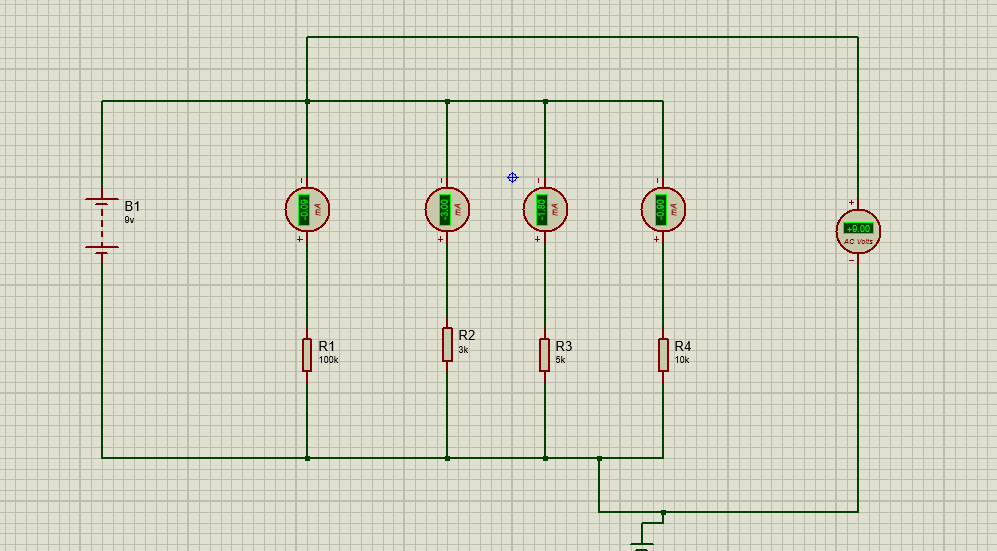 B1
9v
-0.09
mA
-3.00
mA
-1.80
mA
-0.90
mA
+9.00
AC Volts
R1
100k
R2
3k
R3
5k
R4
10k